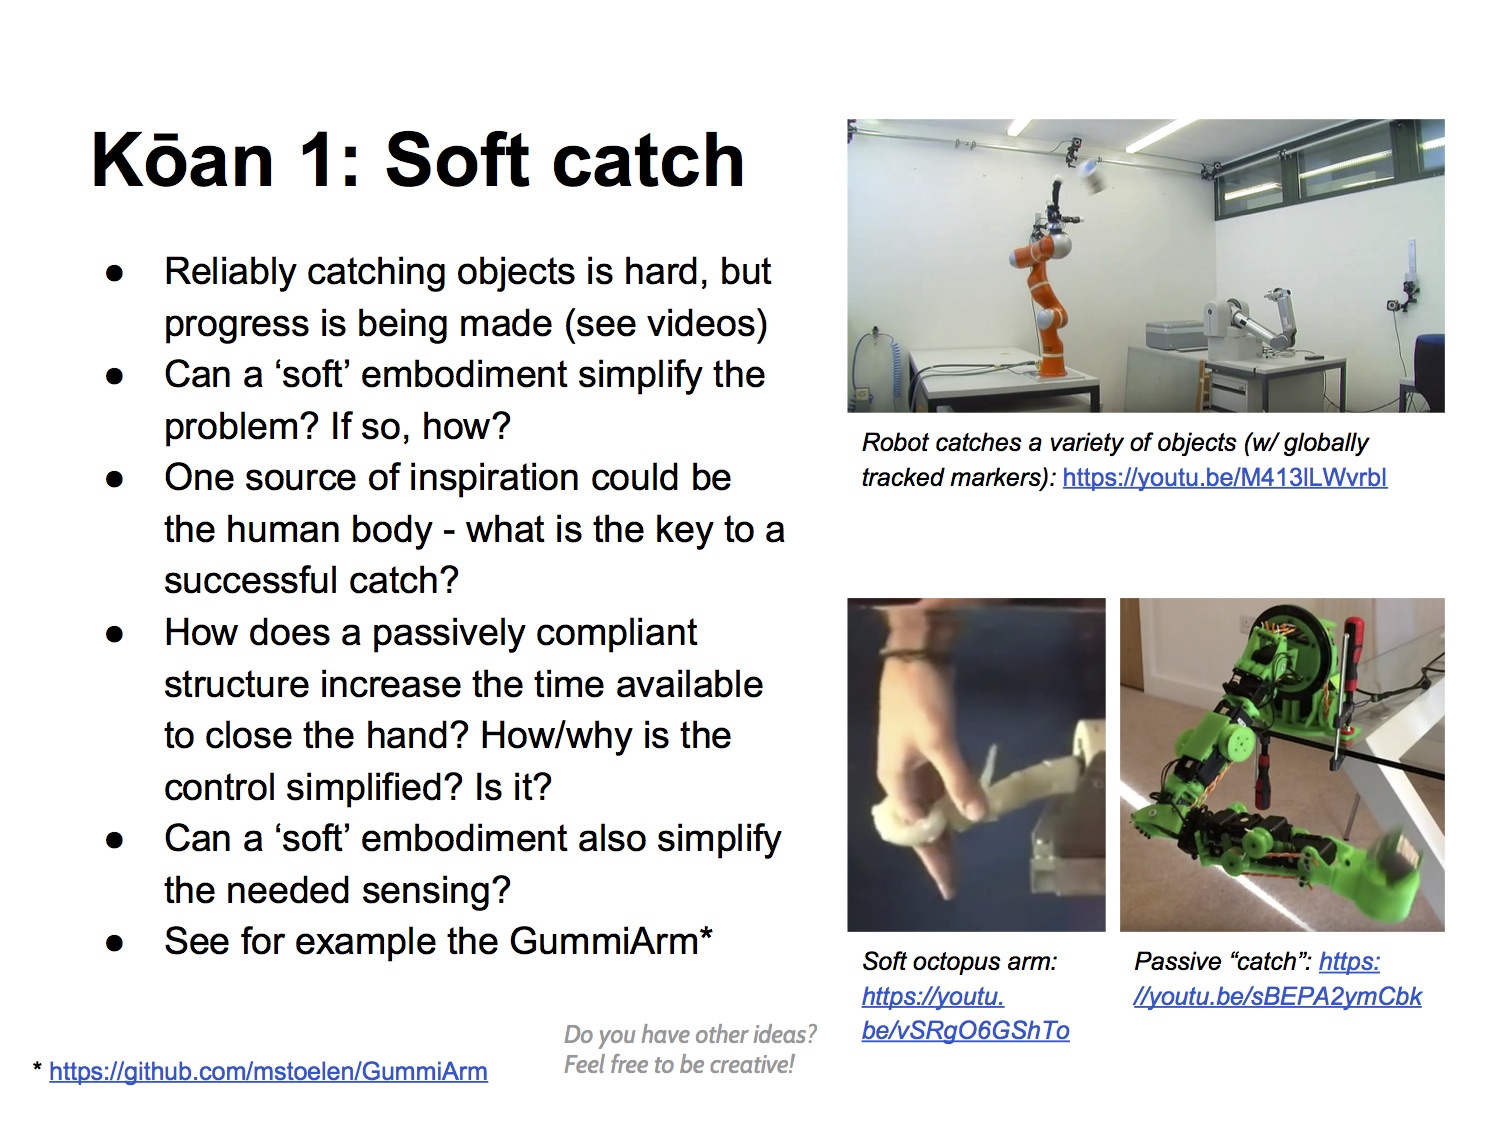 Kōan 1: Soft catch
● Reliably catching objects is hard, but
progress is being made (see videos)
● Can a ‘soft’ embodiment simplify the
problem? If so, how?
● One source of inspiration could be
the human body - what is the key to a
successful catch?
● How does a passively compliant
structure increase the time available
to close the hand? How/why is the
control simplified? Is it?
● Can a ‘soft’ embodiment also simplify
the needed sensing?
● See for example the GummiArm*
Robot catches a variety of objects (w/ globally
tracked markers): https://youtu.be/M413lLWvrbI
Soft octopus arm:
https://youtu.
be/vSRgO6GShTo
Passive “catch”: https:
//youtu.be/sBEPA2ymCbk
Do you have other ideas?
Feel free to be creative!
* https://github.com/mstoelen/GummiArm